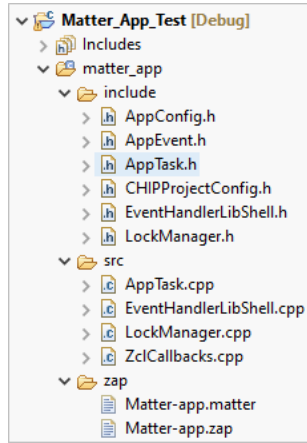 Matter_App_Test [Debug]
Includes
matter_app
include
AppConfig.h
AppEvent.h
AppTask.h
CHIPProjectConfig.h
EventHandlerLibShell.h
LockManager.h
src
AppTask.cpp
EventHandlerLibShell.cpp
LockManager.cpp
ZclCallbacks.cpp
zap
Matter-app.matter
Matter-app.zap